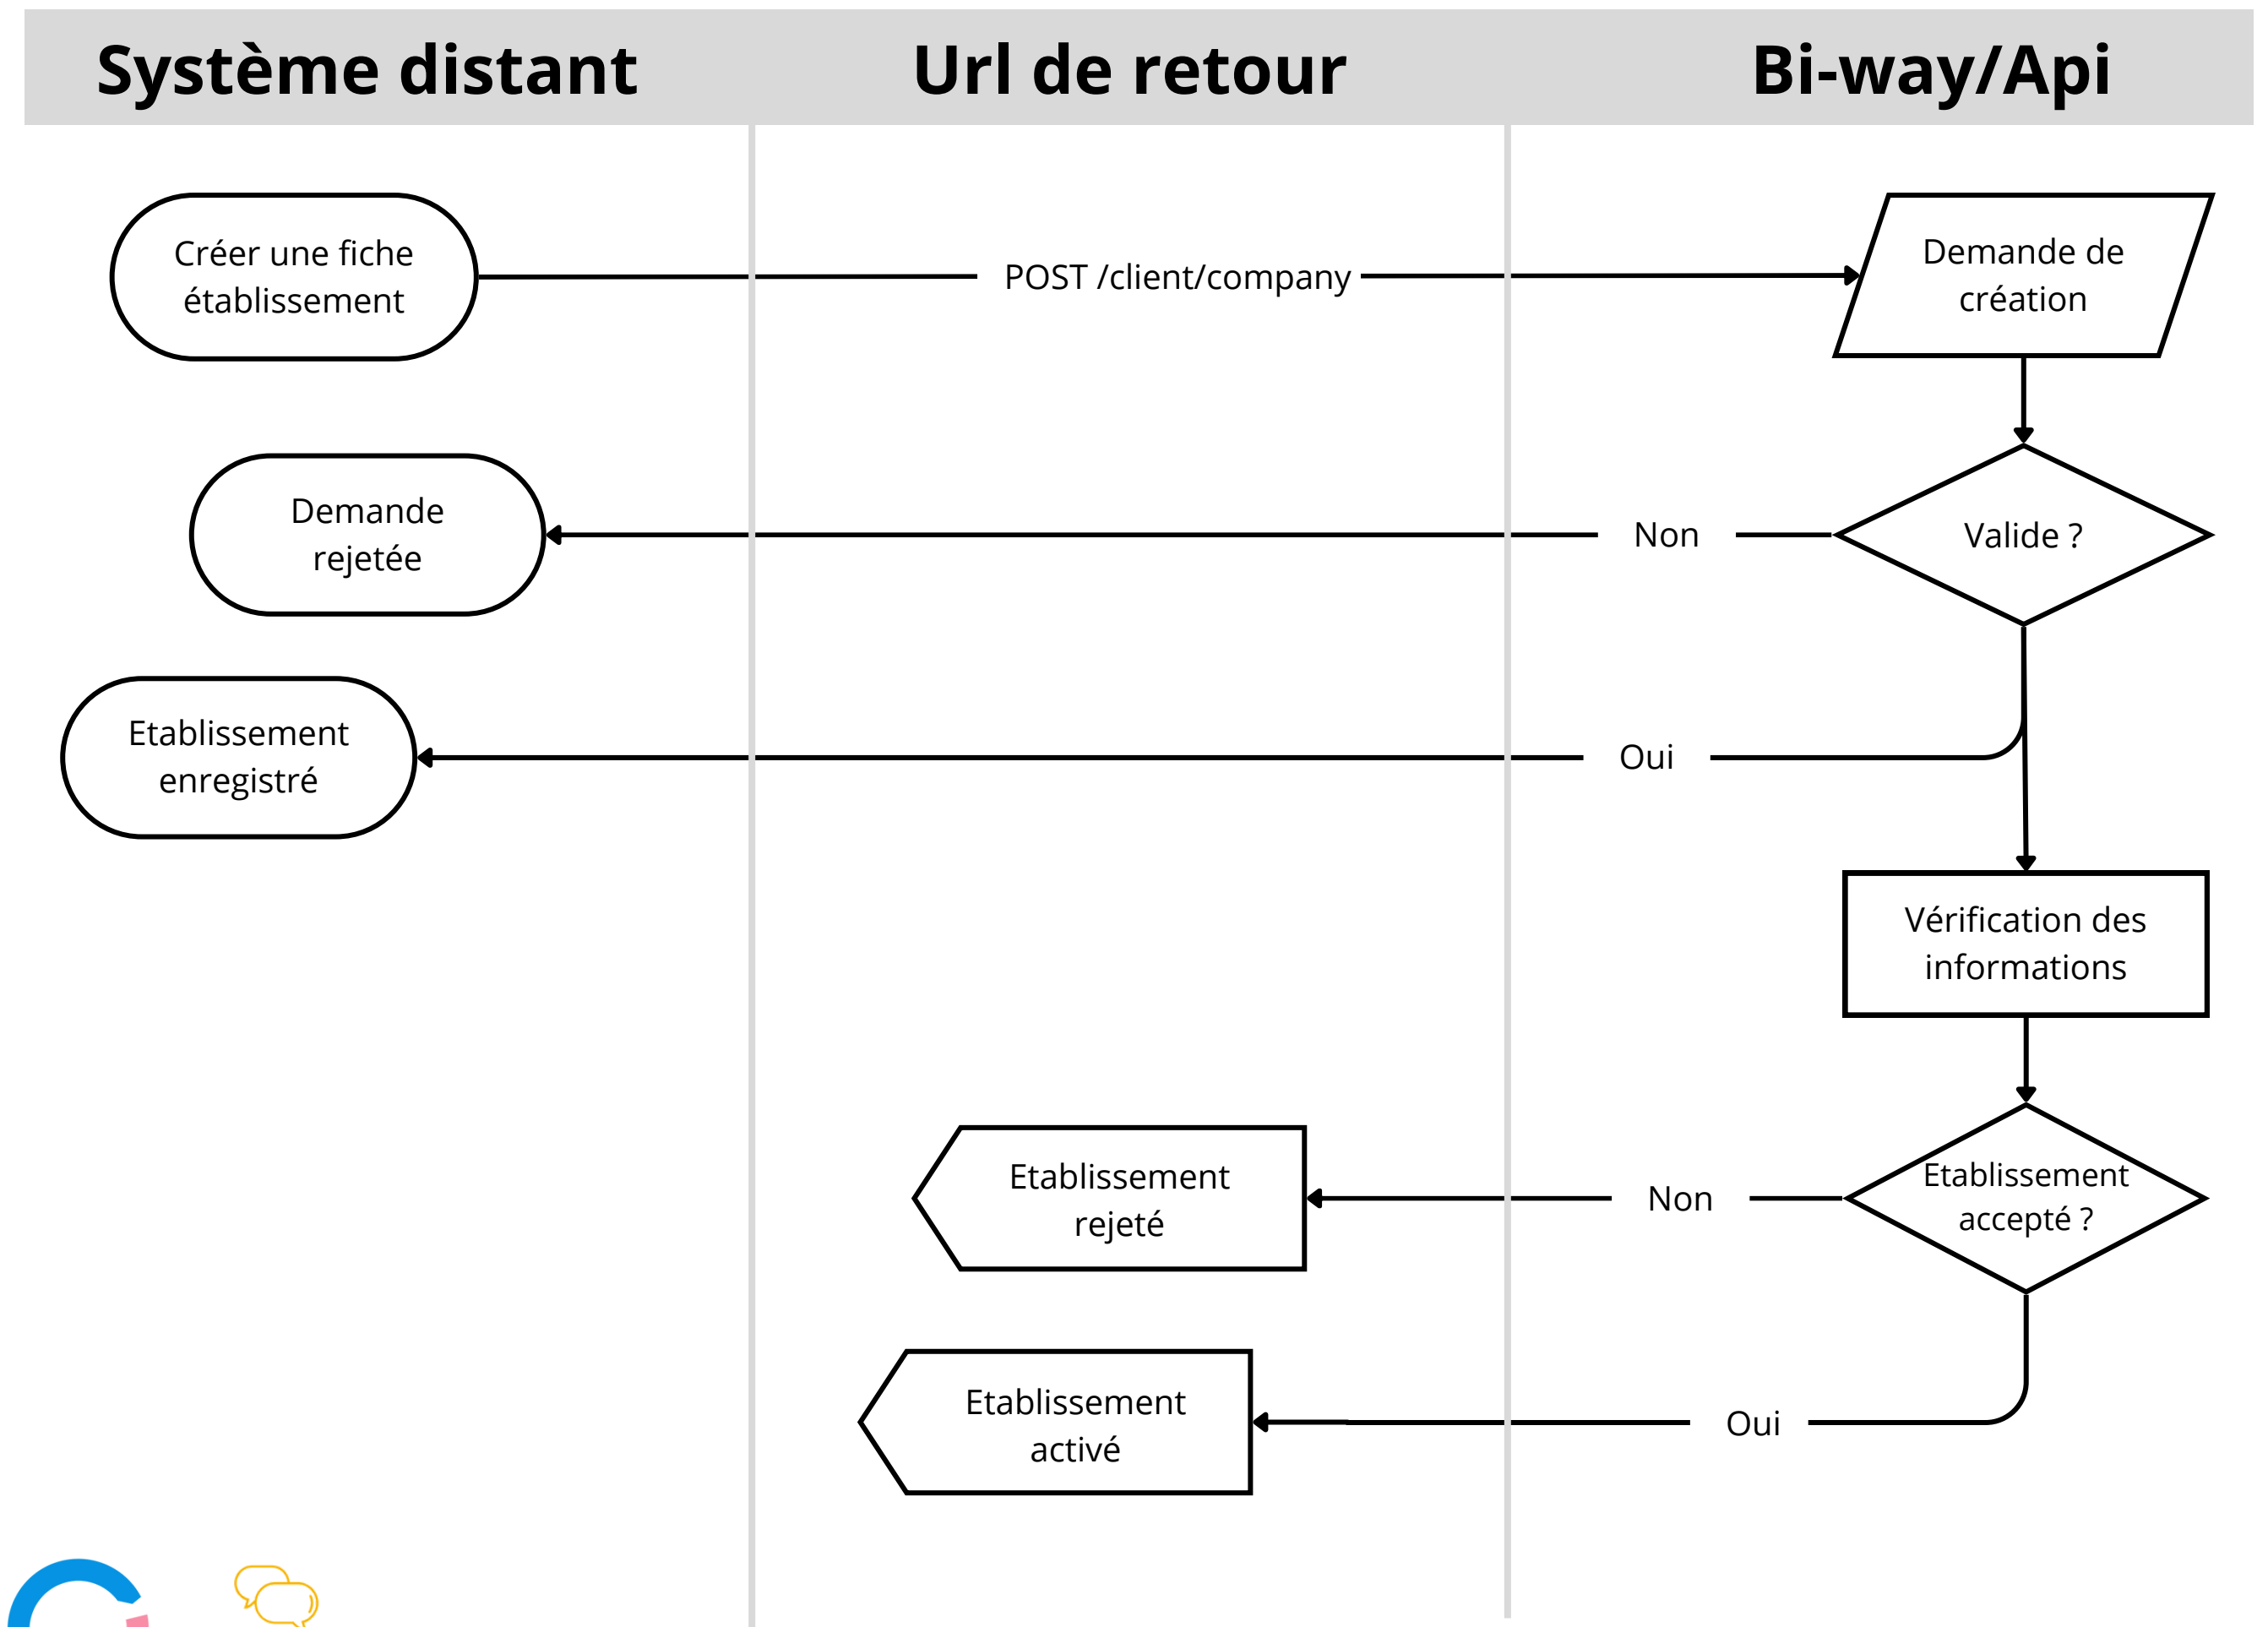 Système distant
Url de retour
Bi-way/Api
Créer une fiche
établissement
POST /client/company
Demande de
création
Demande
rejetée
Non
Valide ?
Etablissement
enregistré
Oui
Vérification des
informations
Etablissement
rejeté
Non
Etablissement
accepté ?
Etablissement
activé
Oui